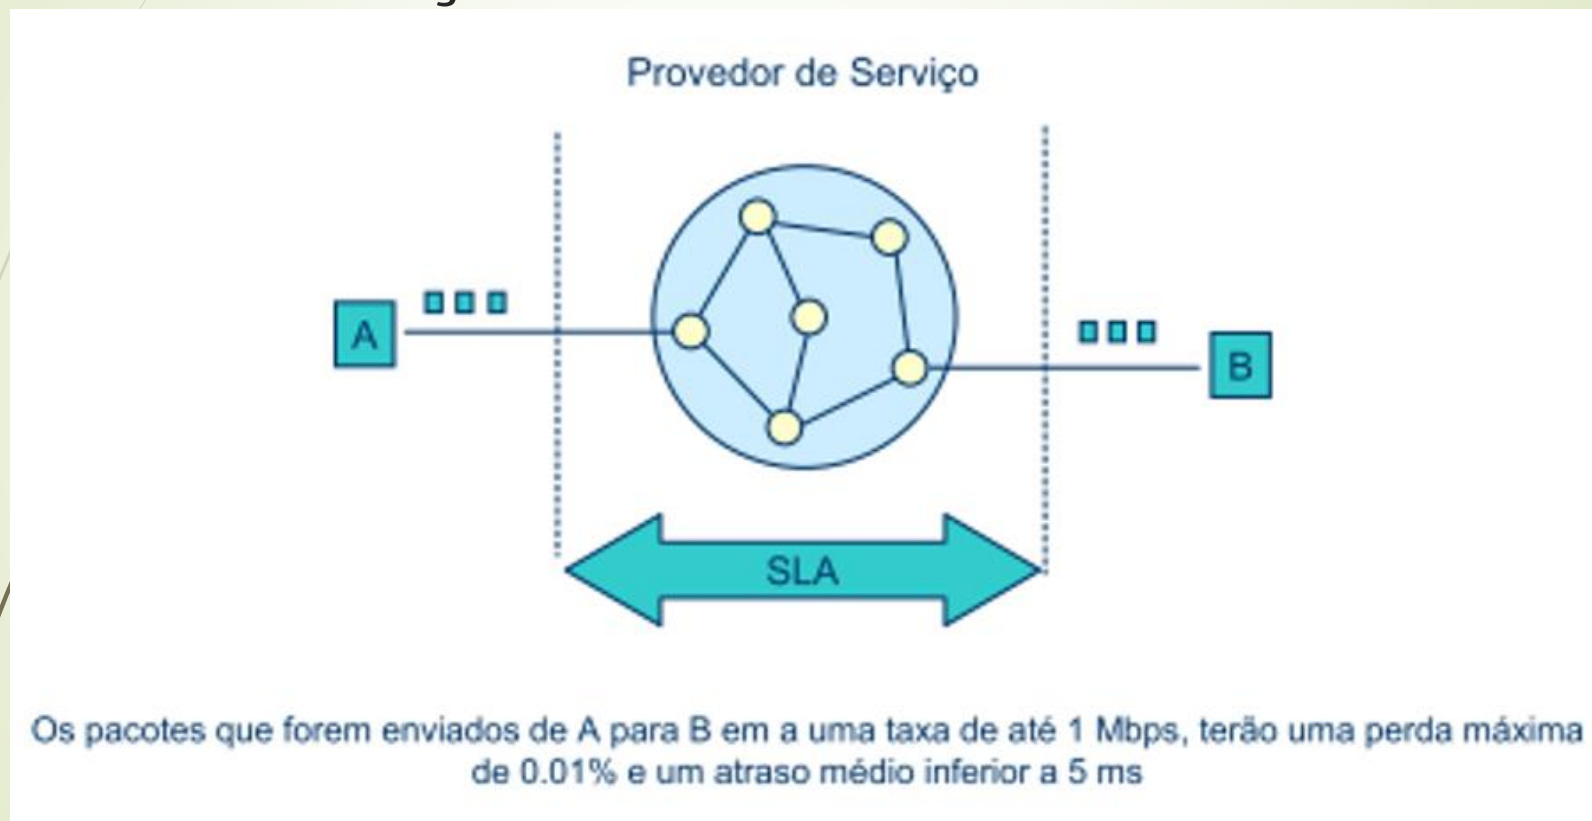 Provedor de Serviço
A
B
SLA
Os pacotes que forem enviados de A para B em a uma taxa de até 1 Mbps, terão uma perda máxima
de 0.01% e um atraso médio inferior a 5 ms